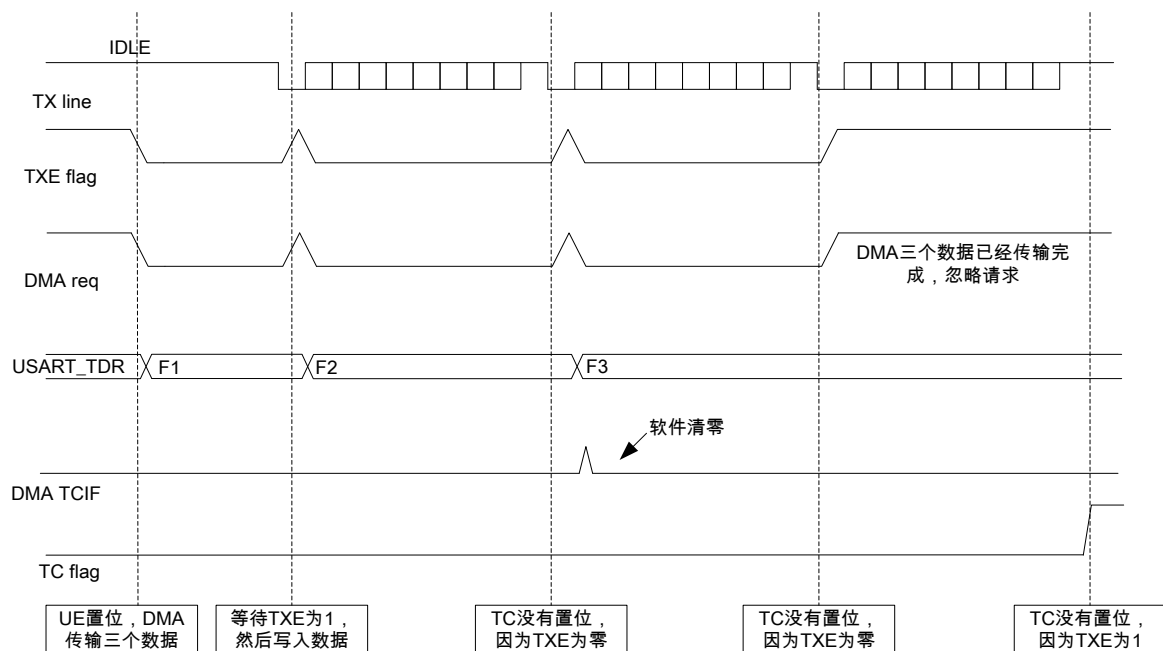 IDLE
TX line
TXE flag
DMA req
DMA三个数据已经传输完
成，忽略请求
USART_TDR
F1
F2
F3
软件清零
DMA TCIF
TC flag
UE置位，DMA
传输三个数据
等待TXE为1，
然后写入数据
TC没有置位，
因为TXE为零
TC没有置位，
因为TXE为零
TC没有置位，
因为TXE为1